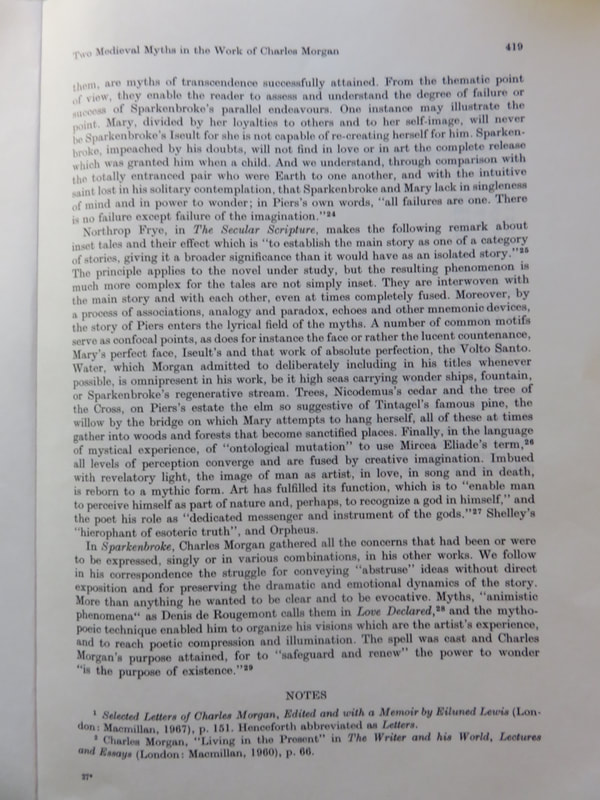 Two Medieval Myths in the Work of Charles Morgan 419
them, are myths of transcendence successfully attained. From the thematic point
of view, they enable the reader to assess and understand the degree of failure or
success of Sparkenbroke's parallel endeavours. One instance may illustrate the
point. Mary, divided by her loyalties to others and to her self-image, will never
be Sparkenbroke's Iseult for she is not capable of re-creating herself for him. Sparken-
broke, impeached by his doubts, will not find in love or in art the complete release
which was granted him when a child. And we understand, through comparison with
the totally entranced pair who were Earth to one another, and with the intuitive
saint lost in his solitary contemplation, that Sparkenbroke and Mary lack in singleness
of mind and in power to wonder; in Piers's own words, "all failures are one. There
is no failure except failure of the imagination."24
Northrop Frye, in The Secular Scripture, makes the following remark about
inset tales and their effect which is "to establish the main story as one of a category
of stories, giving it a broader significance than it would have as an isolated story."25
The principle applies to the novel under study, but the resulting phenomenon is
much more complex for the tales are not simply inset. They are interwoven with
the main story and with each other, even at times completely fused. Moreover, by
a process of associations, analogy and paradox, echoes and other mnemonic devices,
the story of Piers enters the lyrical field of the myths. A number of common motifs
serve as confocal points, as does for instance the face or rather the lucent countenance,
Mary's perfect face, Iseult's and that work of absolute perfection, the Volto Santo.
Water, which Morgan admitted to deliberately including in his titles whenever
possible, is omnipresent in his work, be it high seas carrying wonder ships, fountain,
or Sparkenbroke's regenerative stream. Trees, Nicodemus's cedar and the tree of
the Cross, on Piers's estate the elm so suggestive of Tintagel's famous pine, the
willow by the bridge on which Mary attempts to hang herself, all of these at times
gather into woods and forests that become sanctified places. Finally, in the language
of mystical experience, of "ontological mutation" to use Mircea Eliade's term,26
all levels of perception converge and are fused by creative imagination. Imbued
with revelatory light, the image of man as artist, in love, in song and in death,
is reborn to a mythic form. Art has fulfilled its function, which is to "enable man
to perceive himself as part of nature and, perhaps, to recognize a god in himself," and
the poet his role as "dedicated messenger and instrument of the gods."27 Shelley's
"hierophant of esoteric truth", and Orpheus.
In Sparkenbroke, Charles Morgan gathered all the concerns that had been or were
to be expressed, singly or in various combinations, in his other works. We follow
in his correspondence the struggle for conveying "abstruse" ideas without direct
exposition and for preserving the dramatic and emotional dynamics of the story.
More than anything he wanted to be clear and to be evocative. Myths, "animistic
phenomena" as Denis de Rougemont calls them in Love Declared,28 and the mytho-
poeic technique enabled him to organize his visions which are the artist's experience,
and to reach poetic compression and illumination. The spell was cast and Charles
Morgan's purpose attained, for to "safeguard and renew" the power to wonder
"is the purpose of existence."29
NOTES
1 Selected Letters of Charles Morgan, Edited and with a Memoir by Eiluned Lewis (Lon-
don: Macmillan, 1967), p. 151. Henceforth abbreviated as Letters.
2 Charles Morgan, "Living in the Present" in The Writer and his World, Lectures
and Essays (London: Macmillan, 1960), p. 66.
27*